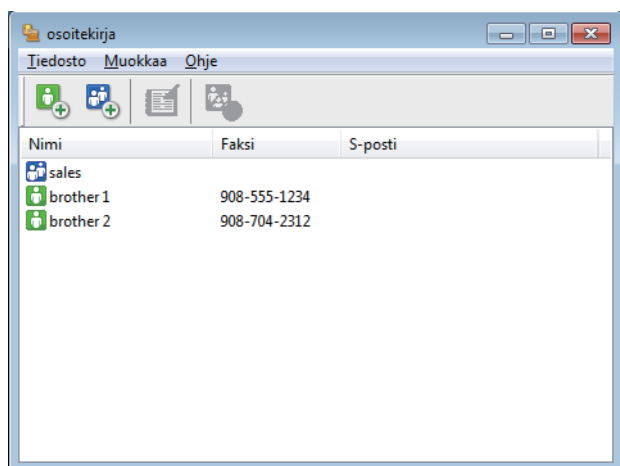 osoitekirja
Tiedosto Muokkaa Ohje
Nimi Faksi S-posti
sales
brother 1 908-555-1234
brother 2 908-704-2312